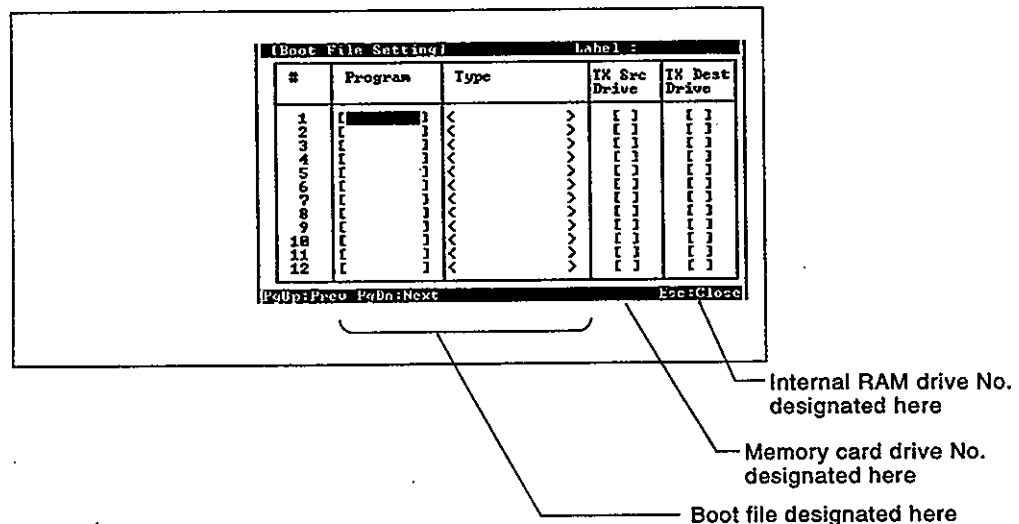 [Boot File Setting] Label :
# Program Type TX Src Drive TX Dest Drive
1 [ ] < > [ ] [ ]
2 [ ] < > [ ] [ ]
3 [ ] < > [ ] [ ]
4 [ ] < > [ ] [ ]
5 [ ] < > [ ] [ ]
6 [ ] < > [ ] [ ]
7 [ ] < > [ ] [ ]
8 [ ] < > [ ] [ ]
9 [ ] < > [ ] [ ]
10 [ ] < > [ ] [ ]
11 [ ] < > [ ] [ ]
12 [ ] < > [ ] [ ]
PgUp:Prev PgDn:Next Esc:Close
Internal RAM drive No.
designated here
Memory card drive No.
designated here
Boot file designated here